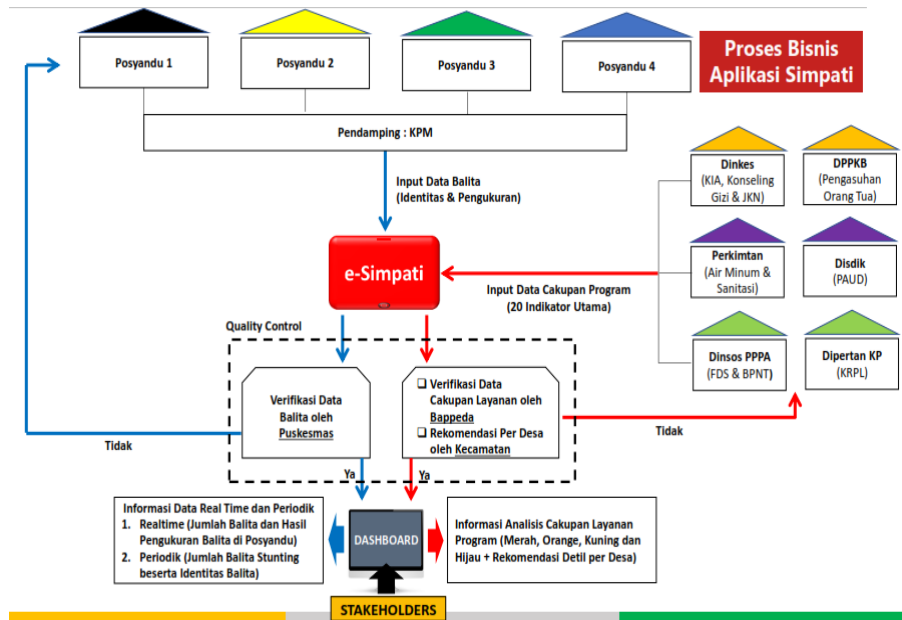 Posyandu 1
Posyandu 2
Posyandu 3
Posyandu 4
Proses Bisnis
Aplikasi Simpati
Pendamping : KPM
Input Data Balita
(Identitas & Pengukuran)
Dinkes
(KIA, Konseling
Gizi & JKN)
DPPKB
(Pengasuhan
Orang Tua)
e-Simpati
Perkimtan
(Air Minum &
Sanitasi)
Disdik
(PAUD)
Input Data Cakupan Program
(20 Indikator Utama)
Quality Control
Dinsos PPPA
(FDS & BPNT)
Dipertan KP
(KRPL)
Verifikasi Data
Balita oleh
Puskesmas
Verifikasi Data
Cakupan Layanan oleh
Bappeda
Rekomendasi Per Desa
oleh Kecamatan
Tidak
Tidak
Ya
Ya
Informasi Data Real Time dan Periodik
1. Realtime (Jumlah Balita dan Hasil
Pengukuran Balita di Posyandu)
2. Periodik (Jumlah Balita Stunting
beserta Identitas Balita)
DASHBOARD
Informasi Analisis Cakupan Layanan
Program (Merah, Orange, Kuning dan
Hijau + Rekomendasi Detil per Desa)
STAKEHOLDERS